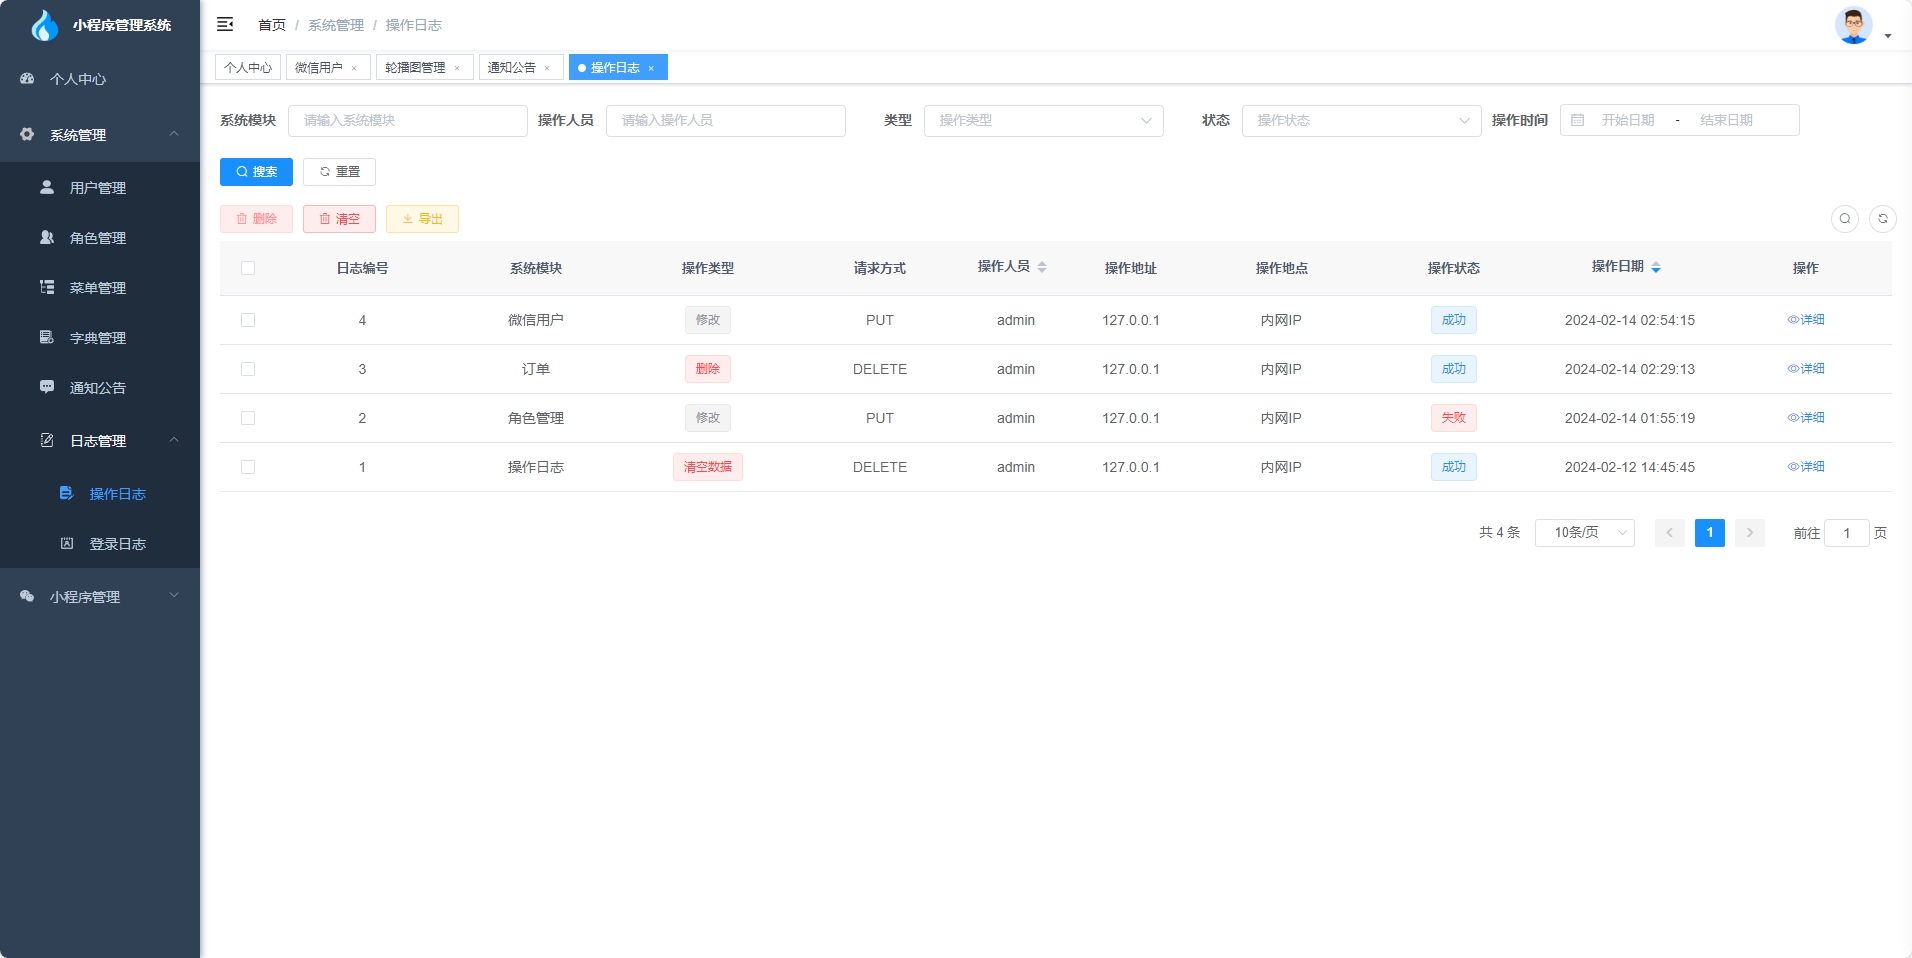 小程序管理系统
个人中心
系统管理
用户管理
角色管理
菜单管理
字典管理
通知公告
日志管理
操作日志
登录日志
小程序管理
首页 / 系统管理 / 操作日志
个人中心 微信用户 × 轮播图管理 × 通知公告 × 操作日志 ×
系统模块 请输入系统模块 操作人员 请输入操作人员 类型 操作类型 状态 操作状态 操作时间 开始日期 - 结束日期
搜索 重置
删除 清空 导出
日志编号 系统模块 操作类型 请求方式 操作人员 操作地址 操作地点 操作状态 操作日期 操作
4 微信用户 修改 PUT admin 127.0.0.1 内网IP 成功 2024-02-14 02:54:15 详细
3 订单 删除 DELETE admin 127.0.0.1 内网IP 成功 2024-02-14 02:29:13 详细
2 角色管理 修改 PUT admin 127.0.0.1 内网IP 失败 2024-02-14 01:55:19 详细
1 操作日志 清空数据 DELETE admin 127.0.0.1 内网IP 成功 2024-02-12 14:45:45 详细
共 4 条 10条/页 1 前往 1 页